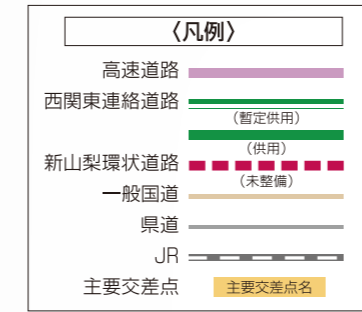 〈凡例〉
高速道路
西関東連絡道路
(暫定供用)
(供用)
新山梨環状道路
(未整備)
一般国道
県道
JR
主要交差点 主要交差点名